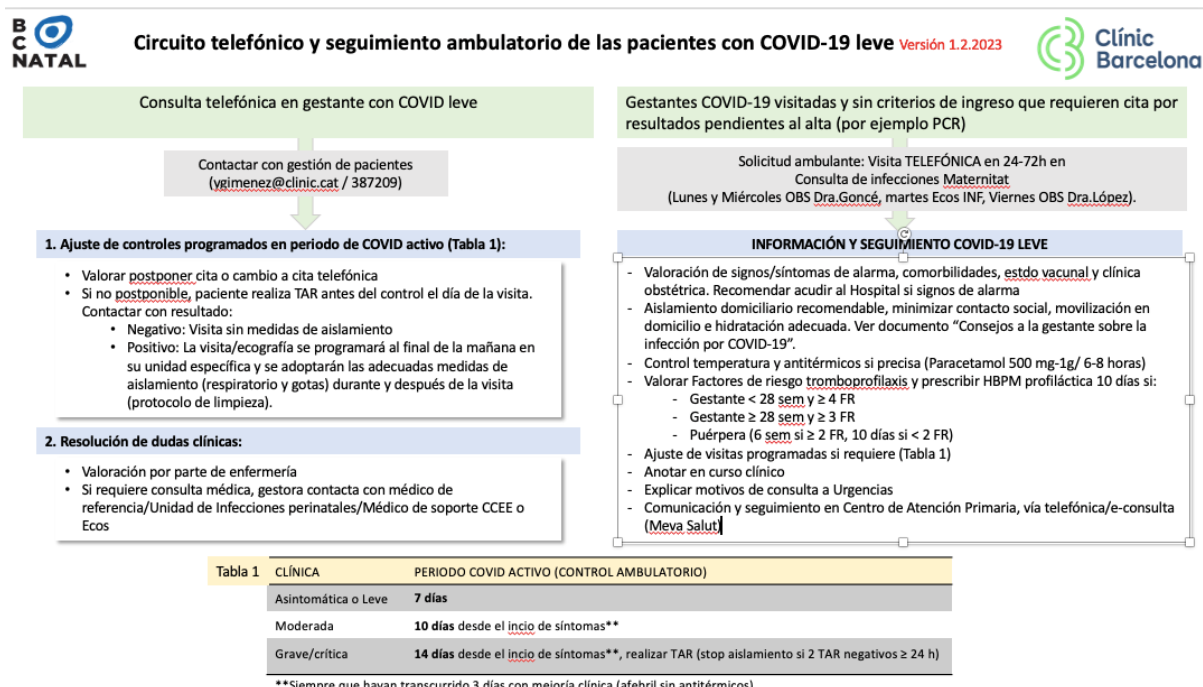 B
C
NATAL
Circuito telefónico y seguimiento ambulatorio de las pacientes con COVID-19 leve Versión 1.2.2023
Clínic
Barcelona
Consulta telefónica en gestante con COVID leve
Contactar con gestión de pacientes
(vgimenez@clinic.cat / 387209)
1. Ajuste de controles programados en periodo de COVID activo (Tabla 1):
• Valorar postponer cita o cambio a cita telefónica
• Si no postponible, paciente realiza TAR antes del control el día de la visita.
Contactar con resultado:
• Negativo: Visita sin medidas de aislamiento
• Positivo: La visita/ecografía se programará al final de la mañana en
su unidad específica y se adoptarán las adecuadas medidas de
aislamiento (respiratorio y gotas) durante y después de la visita
(protocolo de limpieza).
2. Resolución de dudas clínicas:
• Valoración por parte de enfermería
• Si requiere consulta médica, gestora contacta con médico de
referencia/Unidad de Infecciones perinatales/Médico de soporte CCEE o
Ecos
Gestantes COVID-19 visitadas y sin criterios de ingreso que requieren cita por
resultados pendientes al alta (por ejemplo PCR)
Solicitud ambulante: Visita TELEFÓNICA en 24-72h en
Consulta de infecciones Maternitat
(Lunes y Miércoles OBS Dra.Goncé, martes Ecos INF, Viernes OBS Dra.López).
INFORMACIÓN Y SEGUIMIENTO COVID-19 LEVE
- Valoración de signos/síntomas de alarma, comorbilidades, estdo vacunal y clínica
obstétrica. Recomendar acudir al Hospital si signos de alarma
- Aislamiento domiciliario recomendable, minimizar contacto social, movilización en
domicilio e hidratación adecuada. Ver documento “Consejos a la gestante sobre la
infección por COVID-19”.
- Control temperatura y antitérmicos si precisa (Paracetamol 500 mg-1g/ 6-8 horas)
- Valorar Factores de riesgo tromboprofilaxis y prescribir HBPM profiláctica 10 días si:
- Gestante < 28 sem y ≥ 4 FR
- Gestante ≥ 28 sem y ≥ 3 FR
- Puérpera (6 sem si ≥ 2 FR, 10 días si < 2 FR)
- Ajuste de visitas programadas si requiere (Tabla 1)
- Anotar en curso clínico
- Explicar motivos de consulta a Urgencias
- Comunicación y seguimiento en Centro de Atención Primaria, vía telefónica/e-consulta
(Meva Salut)
Tabla 1 CLÍNICA PERIODO COVID ACTIVO (CONTROL AMBULATORIO)
Asintomática o Leve 7 días
Moderada 10 días desde el incio de síntomas**
Grave/crítica 14 días desde el incio de síntomas**, realizar TAR (stop aislamiento si 2 TAR negativos ≥ 24 h)
**Siempre que hayan transcurrido 3 días con mejoría clínica (afebril sin antitérmicos)